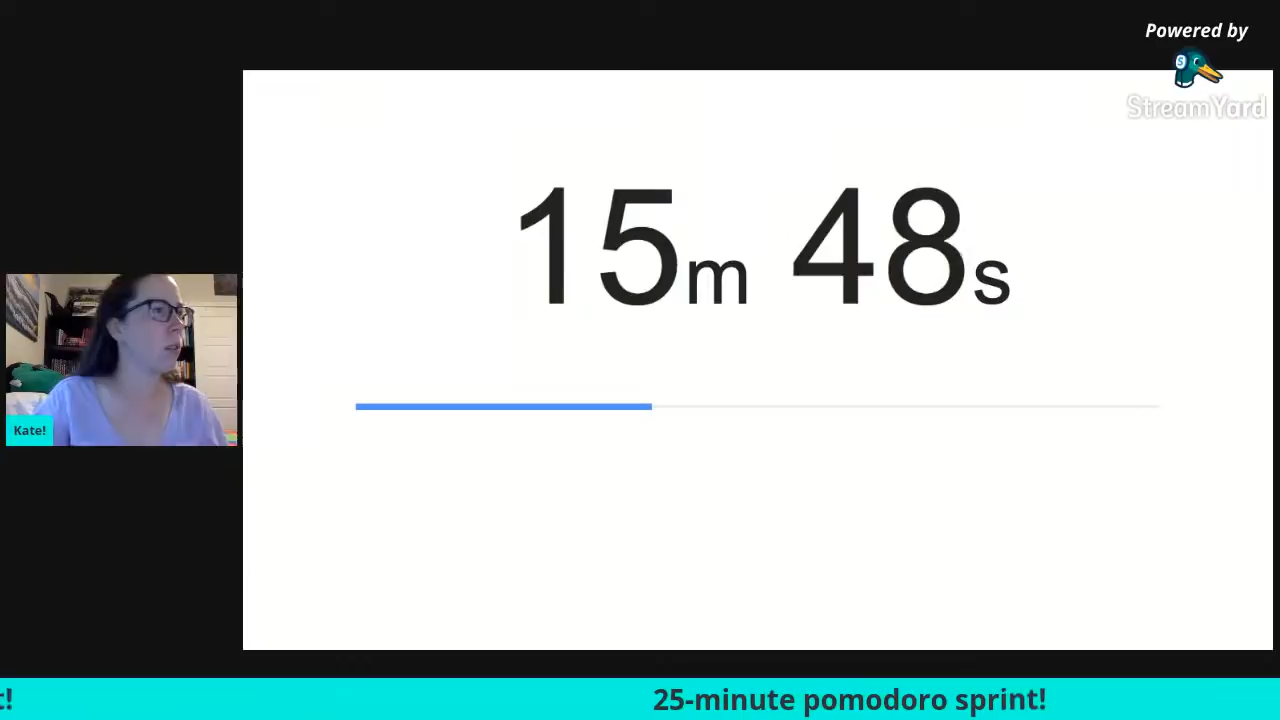 Powered by
StreamYard
15m 48s
Kate!
t!
25-minute pomodoro sprint!